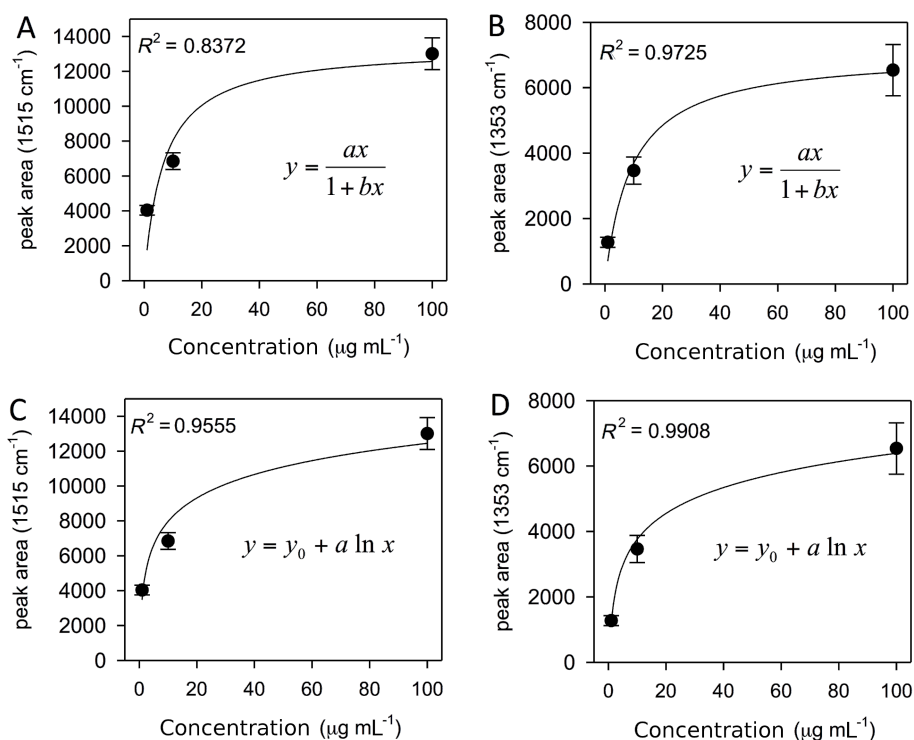 A
R² = 0.8372
peak area (1515 cm⁻¹)
14000
12000
10000
8000
6000
4000
2000
0
y = ax / 1 + bx
0 20 40 60 80 100
Concentration (μg mL⁻¹)
B
R² = 0.9725
peak area (1353 cm⁻¹)
8000
6000
4000
2000
0
y = ax / 1 + bx
0 20 40 60 80 100
Concentration (μg mL⁻¹)
C
R² = 0.9555
peak area (1515 cm⁻¹)
14000
12000
10000
8000
6000
4000
2000
0
y = y₀ + a ln x
0 20 40 60 80 100
Concentration (μg mL⁻¹)
D
R² = 0.9908
peak area (1353 cm⁻¹)
8000
6000
4000
2000
0
y = y₀ + a ln x
0 20 40 60 80 100
Concentration (μg mL⁻¹)